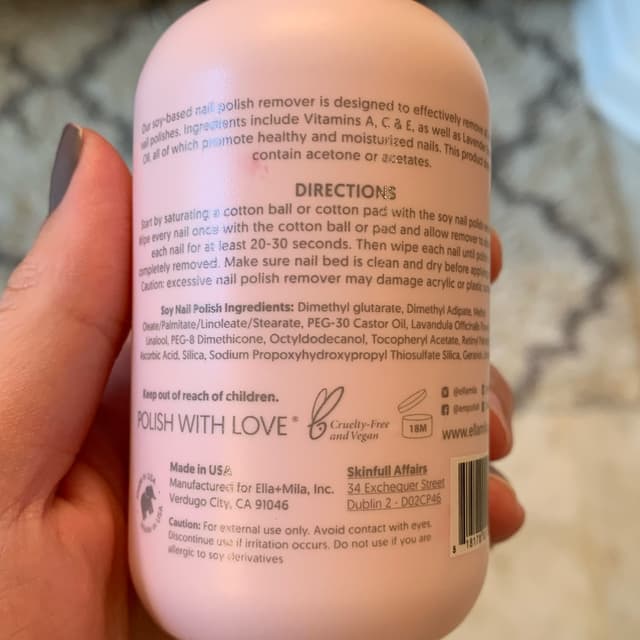 Our soy-based nail polish remover is designed to effectively remove
nail polishes. Ingredients include Vitamins A, C & E, as well as Lavender
Oil, all of which promote healthy and moisturized nails. This product
contain acetone or acetates.
DIRECTIONS
Start by saturating a cotton ball or cotton pad with the soy nail polish
Wipe every nail once with the cotton ball or pad and allow remover to
each nail for at least 20-30 seconds. Then wipe each nail until
completely removed. Make sure nail bed is clean and dry before
Caution: excessive nail polish remover may damage acrylic or plastic
Soy Nail Polish Ingredients: Dimethyl glutarate, Dimethyl Adipate,
Oleate/Palmitate/Linoleate/Stearate, PEG-30 Castor Oil, Lavandula Officinalis
Linalool, PEG-8 Dimethicone, Octyldodecanol, Tocopheryl Acetate, Retinyl
Ascorbic Acid, Silica, Sodium Propoxyhydroxypropyl Thiosulfate Silica,
Keep out of reach of children.
POLISH WITH LOVE®
Cruelty-Free
and Vegan
18M
@ellamila
www.ellamila
Made in USA
Manufactured for Ella+Mila, Inc.
Verdugo City, CA 91046
Skinfull Affairs
34 Exchequer Street
Dublin 2 - D02CP46
MADE IN USA
Caution: For external use only. Avoid contact with eyes.
Discontinue use if irritation occurs. Do not use if you are
allergic to soy derivatives